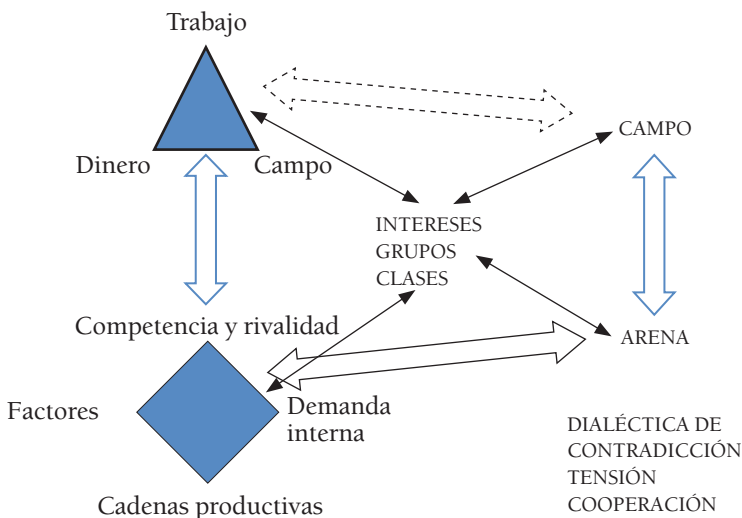 Trabajo
Dinero
Campo
CAMPO
INTERESES
GRUPOS
CLASES
Competencia y rivalidad
ARENA
Factores
Demanda
interna
Cadenas productivas
DIALÉCTICA DE
CONTRADICCIÓN
TENSIÓN
COOPERACIÓN